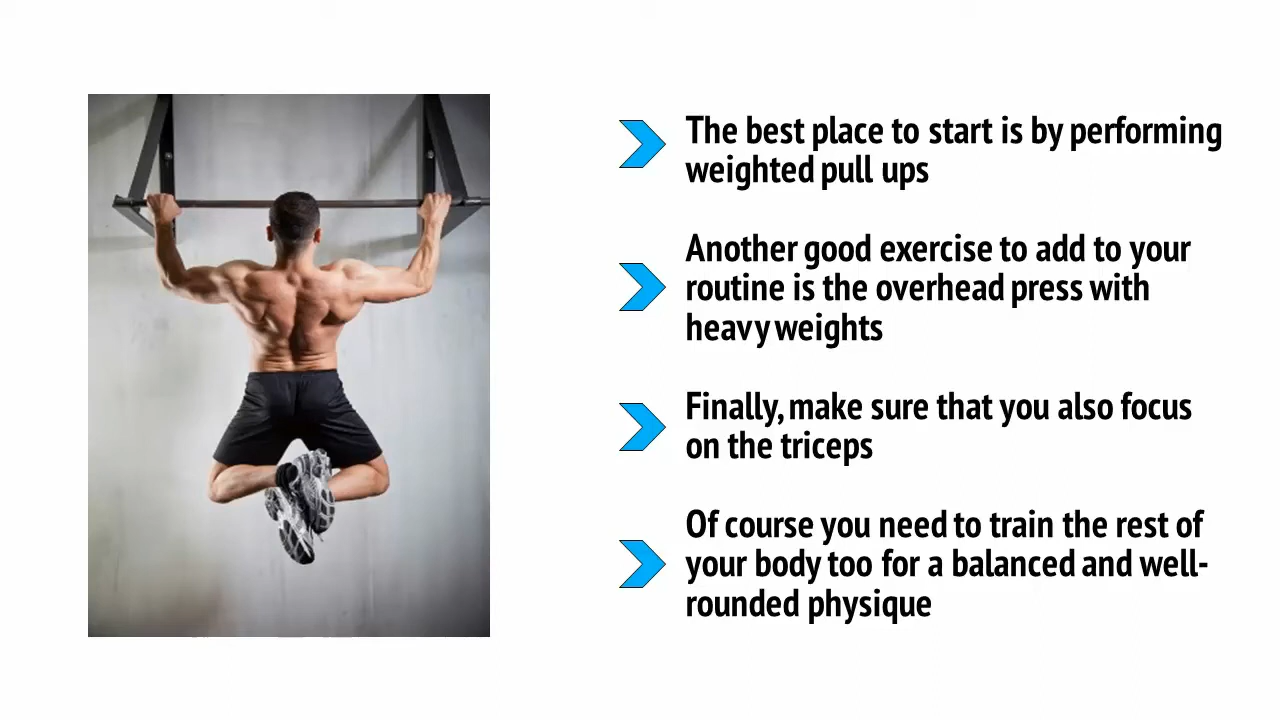 The best place to start is by performing
weighted pull ups
Another good exercise to add to your
routine is the overhead press with
heavy weights
Finally, make sure that you also focus
on the triceps
Of course you need to train the rest of
your body too for a balanced and well-
rounded physique